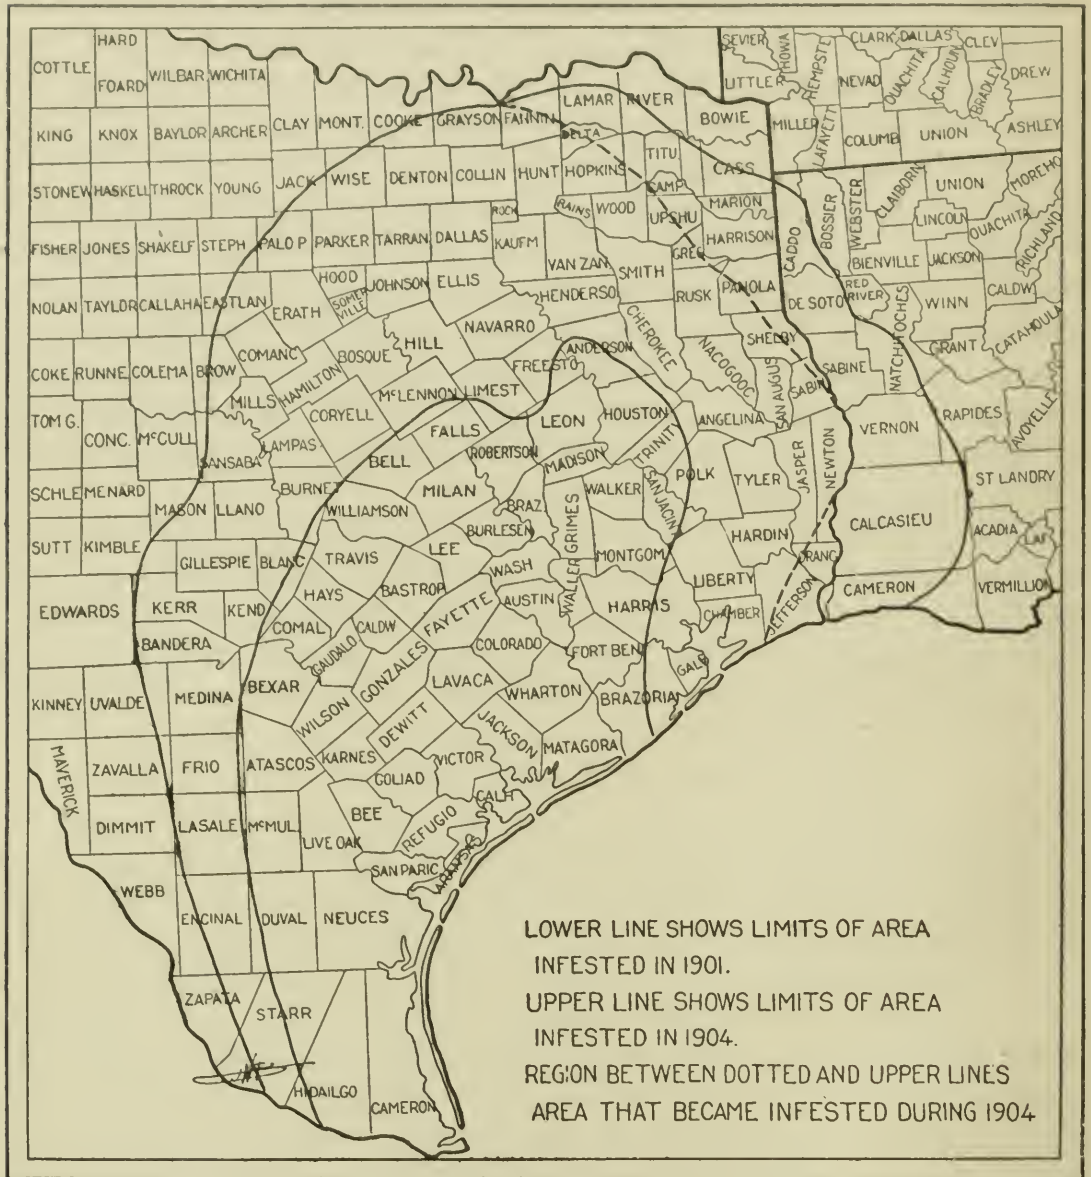 HARD
SEVIER HOWA CLARK DALLAS CLEV
COTTLE FOARD WILBAR WICHITA
LITTLER HEMPSTE NEVAD OUACHITA CALHOUN BRADLEY DREW
LAMAR RIVER
KING KNOX BAYLOR ARCHER CLAY MONT. COOKE GRAYSON FANNIN DELTA BOWIE MILLER LAFAYETT COLUMB UNION ASHLEY
TITU
STONEW HASKELL THROCK YOUNG JACK WISE DENTON COLLIN HUNT HOPKINS CAMP CASS UNION MOREHO
CLAIBORN WEBSTER BOSSIER
ROCK RAINS WOOD UPSHU MARION LINCOLN OUACHITA RICHLAND
FISHER JONES SHAKELF STEPH PALO P PARKER TARRAN DALLAS KAUFM VAN ZAN GREG HARRISON CADDO BIENVILLE JACKSON
HOOD SMITH
NOLAN TAYLOR CALLAHA EASTLAN ERATH SOMER VILLE JOHNSON ELLIS HENDERSO RUSK PANOLA DE SOTO RED RIVER WINN CALDW
NAVARRO CHEROKEE NACOGOOC SHELBY NATCHITOCHES GRANT CATAHOULA
COMANC BOSQUE HILL FREESTO ANDERSON
COKE RUNNE COLEMA BROW MILLS HAMILTON McLENNON LIMEST SAN AUGUS SABIN SABINE
TOM G. CONC. McCULL CORYELL FALLS LEON HOUSTON TRINITY ANGELINA VERNON RAPIDES AVOYELLE
SANSABA LAMPAS BELL ROBERTSON MADISON JASPER NEWTON
SCHLE MENARD MASON LLANO BURNET MILAN BRAZ. WALKER SAN JACIN POLK TYLER ST LANDRY
WILLIAMSON GRIMES
SUTT KIMBLE GILLESPIE BLANC TRAVIS LEE BURLESEN MONTGOM HARDIN CALCASIEU ACADIA LAF
WASH WALLER LIBERTY ORANG
EDWARDS KERR KEND HAYS BASTROP FAYETTE AUSTIN HARRIS CHAMBER JEFFERSON CAMERON VERMILLION
BANDERA COMAL CALDW GAUDALO GONZALES COLORADO FORT BEN GALB
KINNEY UVALDE MEDINA BEXAR WILSON LAVACA WHARTON BRAZORIA
DEWITT JACKSON MATAGORA
MAVERICK ZAVALLA FRIO ATASCOS KARNES GOLIAD VICTOR
CALH
DIMMIT LASALE McMUL LIVE OAK BEE REFUGIO
SAN PARIC ARANSAS
WEBB
ENCINAL DUVAL NEUCES
ZAPATA STARR
HIDAILGO CAMERON
LOWER LINE SHOWS LIMITS OF AREA
INFESTED IN 1901.
UPPER LINE SHOWS LIMITS OF AREA
INFESTED IN 1904.
REGION BETWEEN DOTTED AND UPPER LINES
AREA THAT BECAME INFESTED DURING 1904